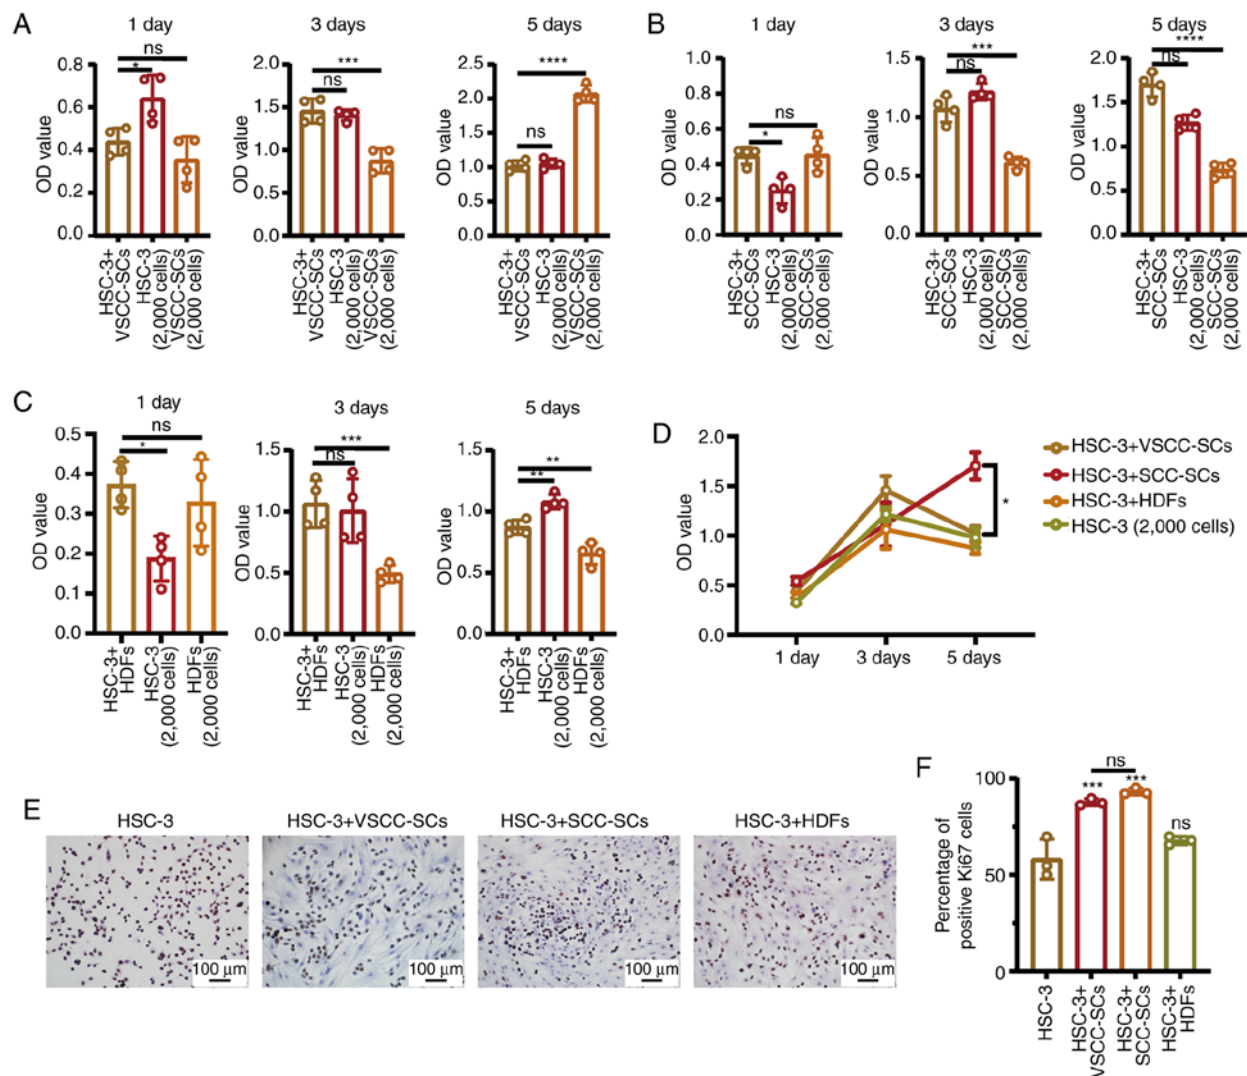 A
1 day
3 days
5 days
ns
*
***
ns
****
ns
OD value
0.8
0.6
0.4
0.2
0.0
OD value
2.0
1.5
1.0
0.5
0.0
OD value
2.5
2.0
1.5
1.0
0.5
0.0
HSC-3+
VSCC-SCs
HSC-3
(2,000 cells)
VSCC-SCs
(2,000 cells)
HSC-3+
VSCC-SCs
HSC-3
(2,000 cells)
VSCC-SCs
(2,000 cells)
HSC-3+
VSCC-SCs
HSC-3
(2,000 cells)
VSCC-SCs
(2,000 cells)
B
1 day
3 days
5 days
ns
*
***
ns
****
ns
OD value
1.0
0.8
0.6
0.4
0.2
0.0
OD value
1.5
1.0
0.5
0.0
OD value
2.0
1.5
1.0
0.5
0.0
HSC-3+
SCC-SCs
HSC-3
(2,000 cells)
SCC-SCs
(2,000 cells)
HSC-3+
SCC-SCs
HSC-3
(2,000 cells)
SCC-SCs
(2,000 cells)
HSC-3+
SCC-SCs
HSC-3
(2,000 cells)
SCC-SCs
(2,000 cells)
C
1 day
3 days
5 days
ns
*
***
ns
**
**
OD value
0.5
0.4
0.3
0.2
0.1
0.0
OD value
1.5
1.0
0.5
0.0
OD value
1.5
1.0
0.5
0.0
HSC-3+
HDFs
HSC-3
(2,000 cells)
HDFs
(2,000 cells)
HSC-3+
HDFs
HSC-3
(2,000 cells)
HDFs
(2,000 cells)
HSC-3+
HDFs
HSC-3
(2,000 cells)
HDFs
(2,000 cells)
D
OD value
2.0
1.5
1.0
0.5
0.0
1 day
3 days
5 days
*
HSC-3+VSCC-SCs
HSC-3+SCC-SCs
HSC-3+HDFs
HSC-3 (2,000 cells)
E
HSC-3
HSC-3+VSCC-SCs
HSC-3+SCC-SCs
HSC-3+HDFs
100 µm
100 µm
100 µm
100 µm
F
Percentage of
positive Ki67 cells
100
50
0
ns
***
***
ns
HSC-3
HSC-3+
VSCC-SCs
HSC-3+
SCC-SCs
HSC-3+
HDFs